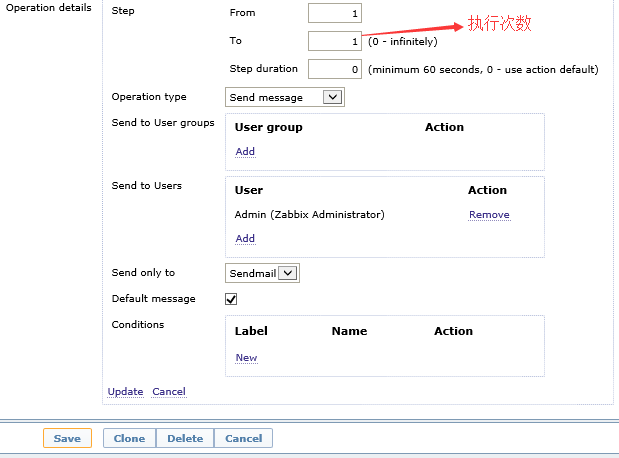 Operation details
Step
From 1
To 1 (0 - infinitely)
执行次数
Step duration 0 (minimum 60 seconds, 0 - use action default)
Operation type Send message
Send to User groups
User group Action
Add
Send to Users
User Action
Admin (Zabbix Administrator) Remove
Add
Send only to Sendmail
Default message
Conditions
Label Name Action
New
Update Cancel
Save Clone Delete Cancel